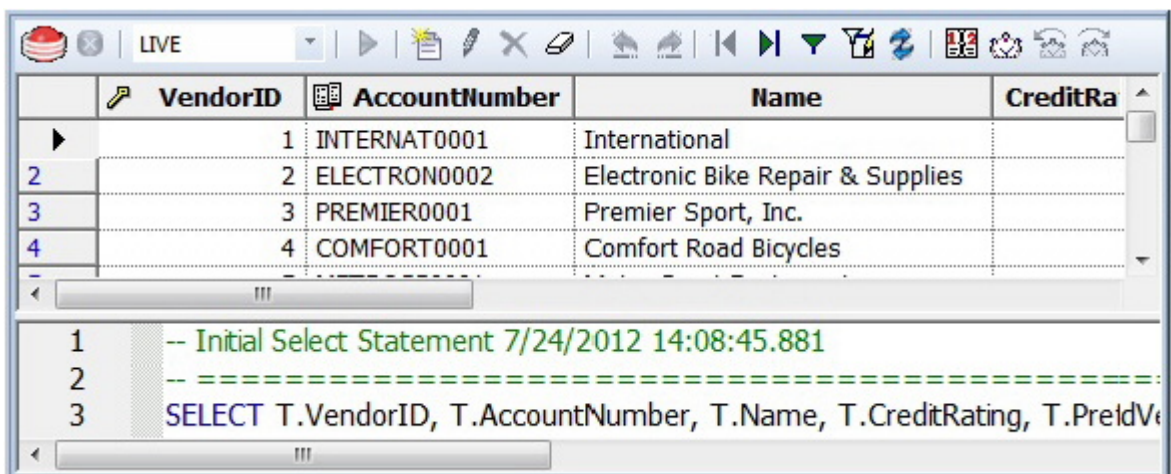 LIVE
VendorID AccountNumber Name CreditRa
1 INTERNAT0001 International
2 2 ELECTRON0002 Electronic Bike Repair & Supplies
3 3 PREMIER0001 Premier Sport, Inc.
4 4 COMFORT0001 Comfort Road Bicycles
1 -- Initial Select Statement 7/24/2012 14:08:45.881
2 -- ==============================================
3 SELECT T.VendorID, T.AccountNumber, T.Name, T.CreditRating,